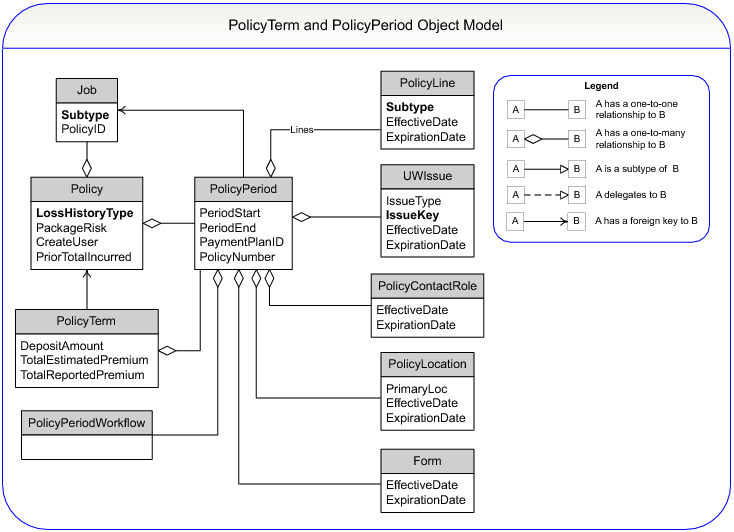 PolicyTerm and PolicyPeriod Object Model
Job
Subtype
PolicyID
Policy
LossHistoryType
PackageRisk
CreateUser
PriorTotalIncurred
PolicyTerm
DepositAmount
TotalEstimatedPremium
TotalReportedPremium
PolicyPeriodWorkflow
PolicyPeriod
PeriodStart
PeriodEnd
PaymentPlanID
PolicyNumber
Lines
PolicyLine
Subtype
EffectiveDate
ExpirationDate
UWIssue
IssueType
IssueKey
EffectiveDate
ExpirationDate
PolicyContactRole
EffectiveDate
ExpirationDate
PolicyLocation
PrimaryLoc
EffectiveDate
ExpirationDate
Form
EffectiveDate
ExpirationDate
Legend
A B A has a one-to-one
relationship to B
A B A has a one-to-many
relationship to B
A B A is a subtype of B
A B A delegates to B
A B A has a foreign key to B